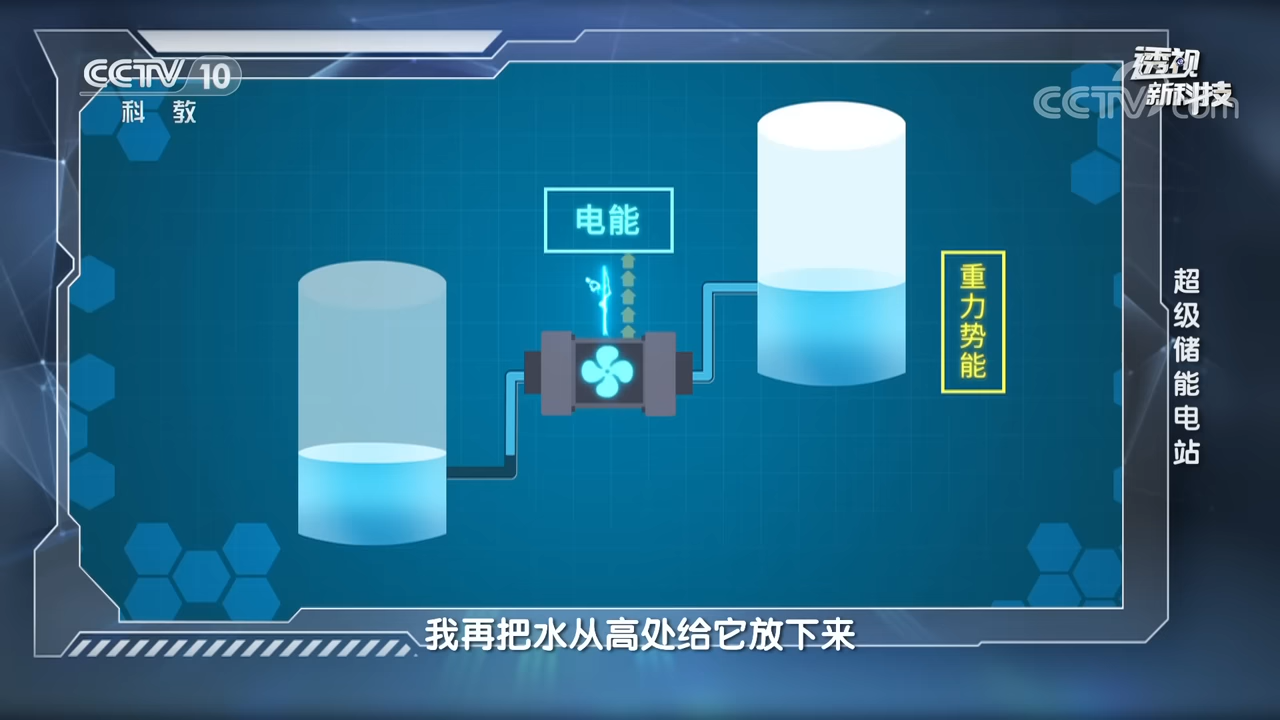 CCTV 10
科教
透视
新科技
CCTV.com
电能
重力势能
超级储能电站
我再把水从高处给它放下来